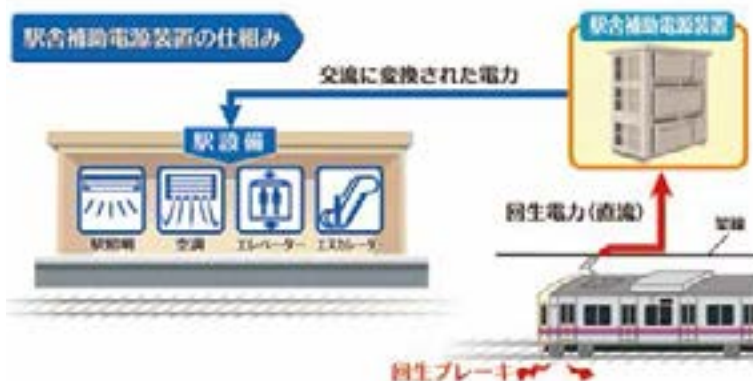 駅舎補助電源装置の仕組み
駅舎補助電源装置
交流に変換された電力
駅設備
駅照明
空調
エレベーター
エスカレーター
回生電力(直流)
架線
回生ブレーキ